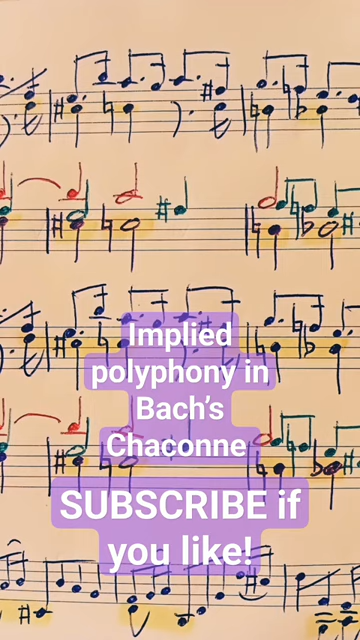 Implied
polyphony in
Bach’s
Chaconne
SUBSCRIBE if
you like!